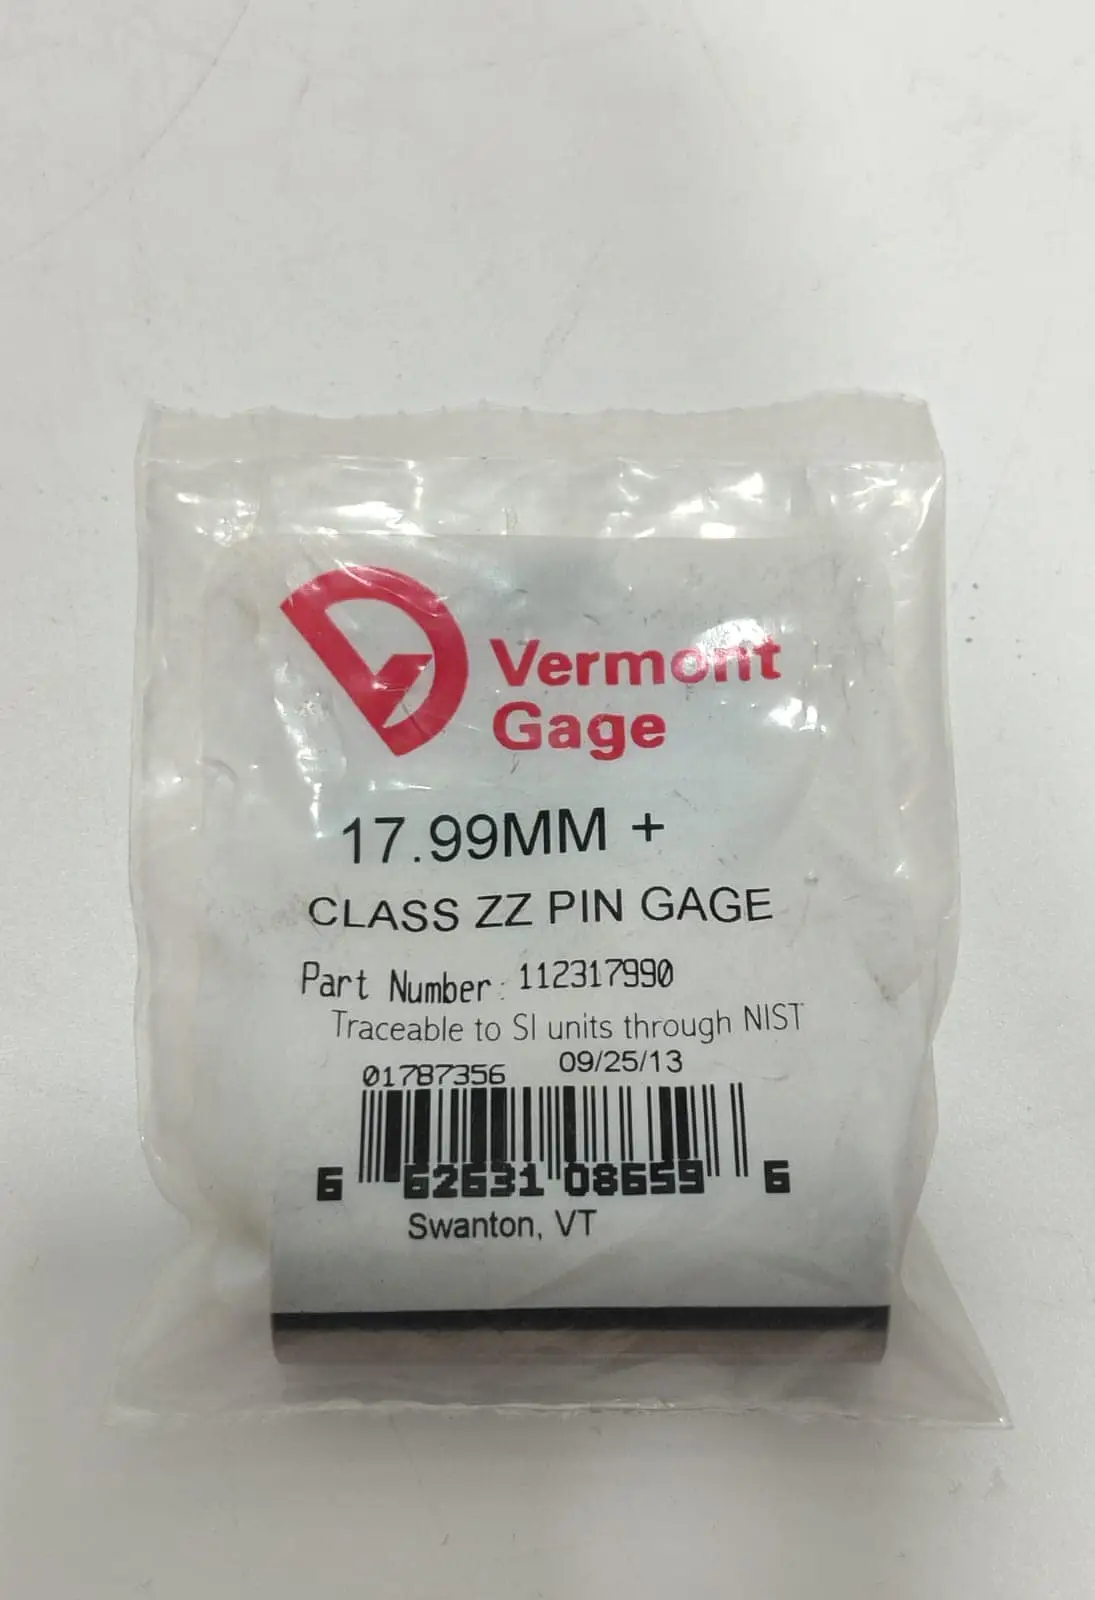 Vermont
Gage
17.99MM +
CLASS ZZ PIN GAGE
Part Number: 112317990
Traceable to SI units through NIST
01787356 09/25/13
6 62631 08659 6
Swanton, VT